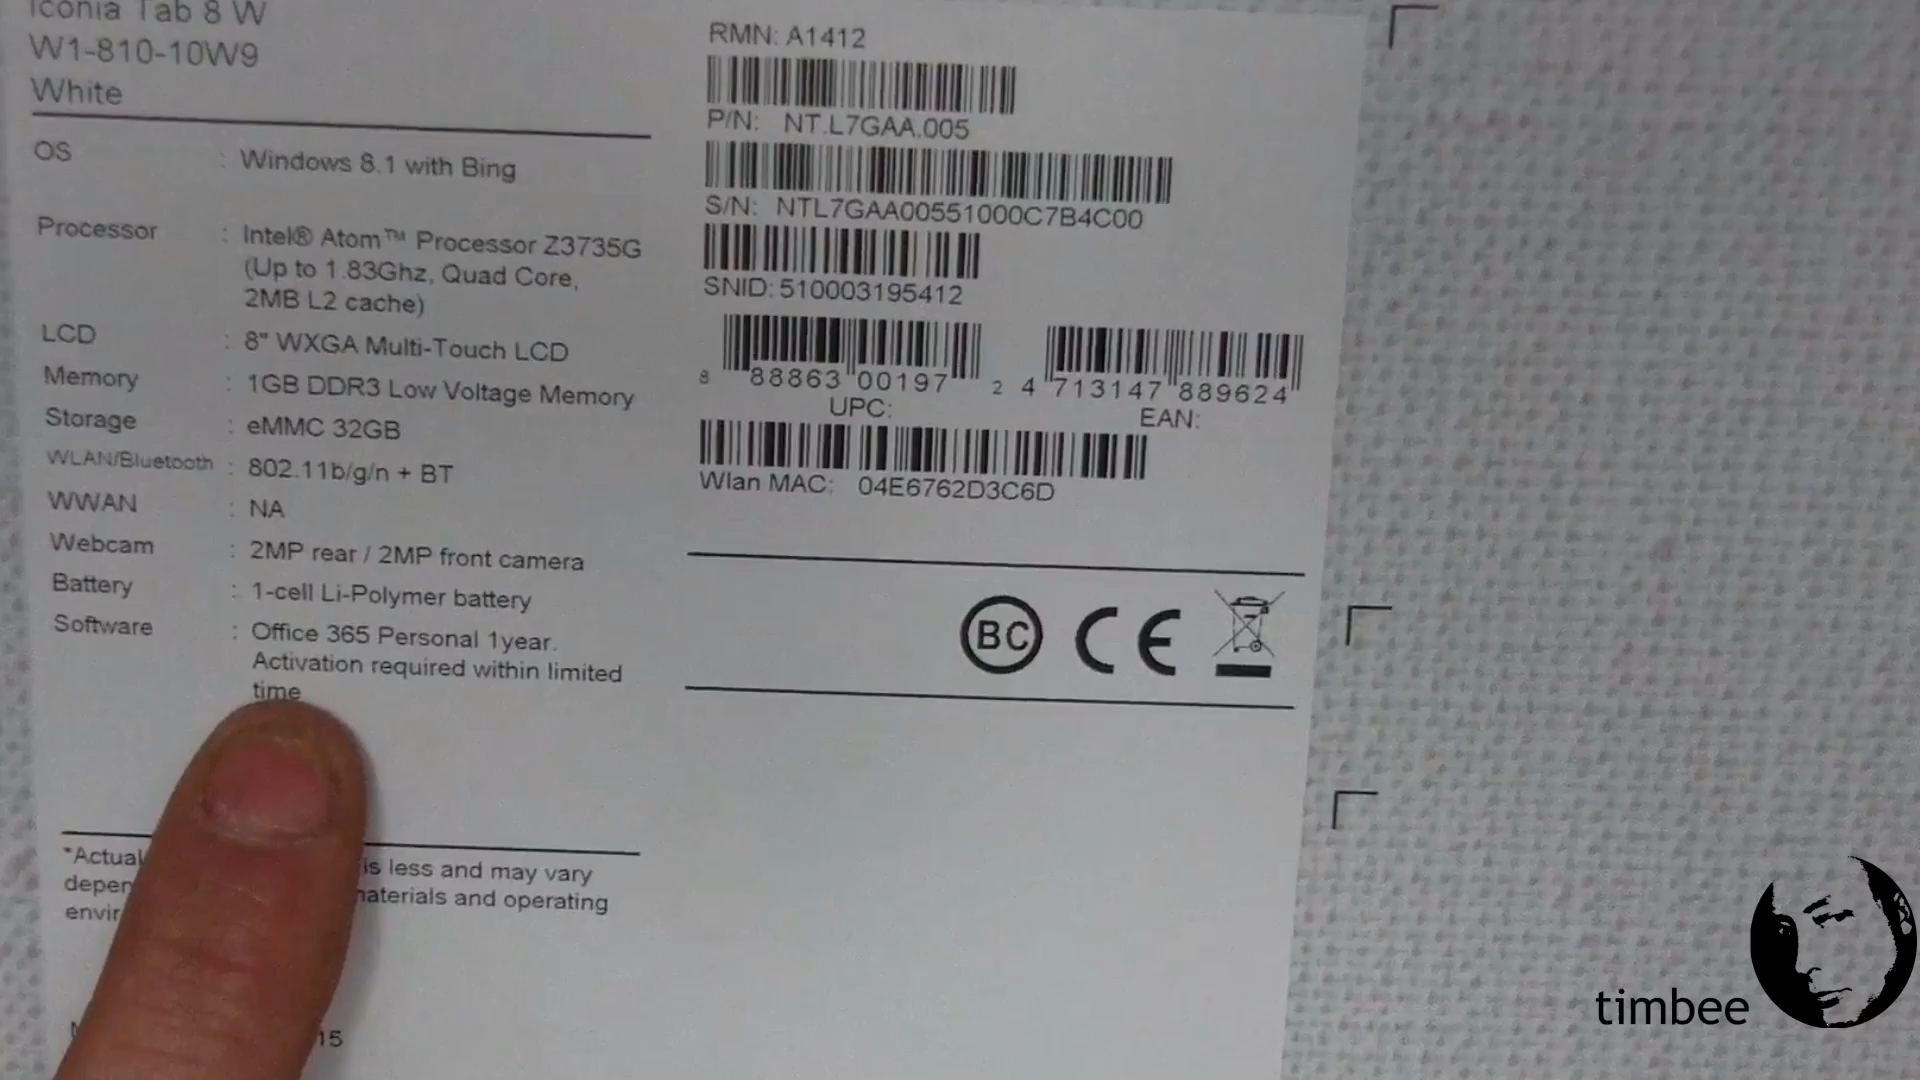 Iconia Tab 8 W
W1-810-10W9
White
OS : Windows 8.1 with Bing
Processor : Intel® Atom™ Processor Z3735G
(Up to 1.83Ghz, Quad Core,
2MB L2 cache)
LCD : 8" WXGA Multi-Touch LCD
Memory : 1GB DDR3 Low Voltage Memory
Storage : eMMC 32GB
WLAN/Bluetooth : 802.11b/g/n + BT
WWAN : NA
Webcam : 2MP rear / 2MP front camera
Battery : 1-cell Li-Polymer battery
Software : Office 365 Personal 1year.
Activation required within limited
time
*Actual is less and may vary
materials and operating
15
RMN: A1412
P/N: NT.L7GAA.005
S/N: NTL7GAA00551000C7B4C00
SNID: 510003195412
8 88863 00197 2
UPC:
4 713147 889624
EAN:
Wlan MAC: 04E6762D3C6D
BC CE
timbee